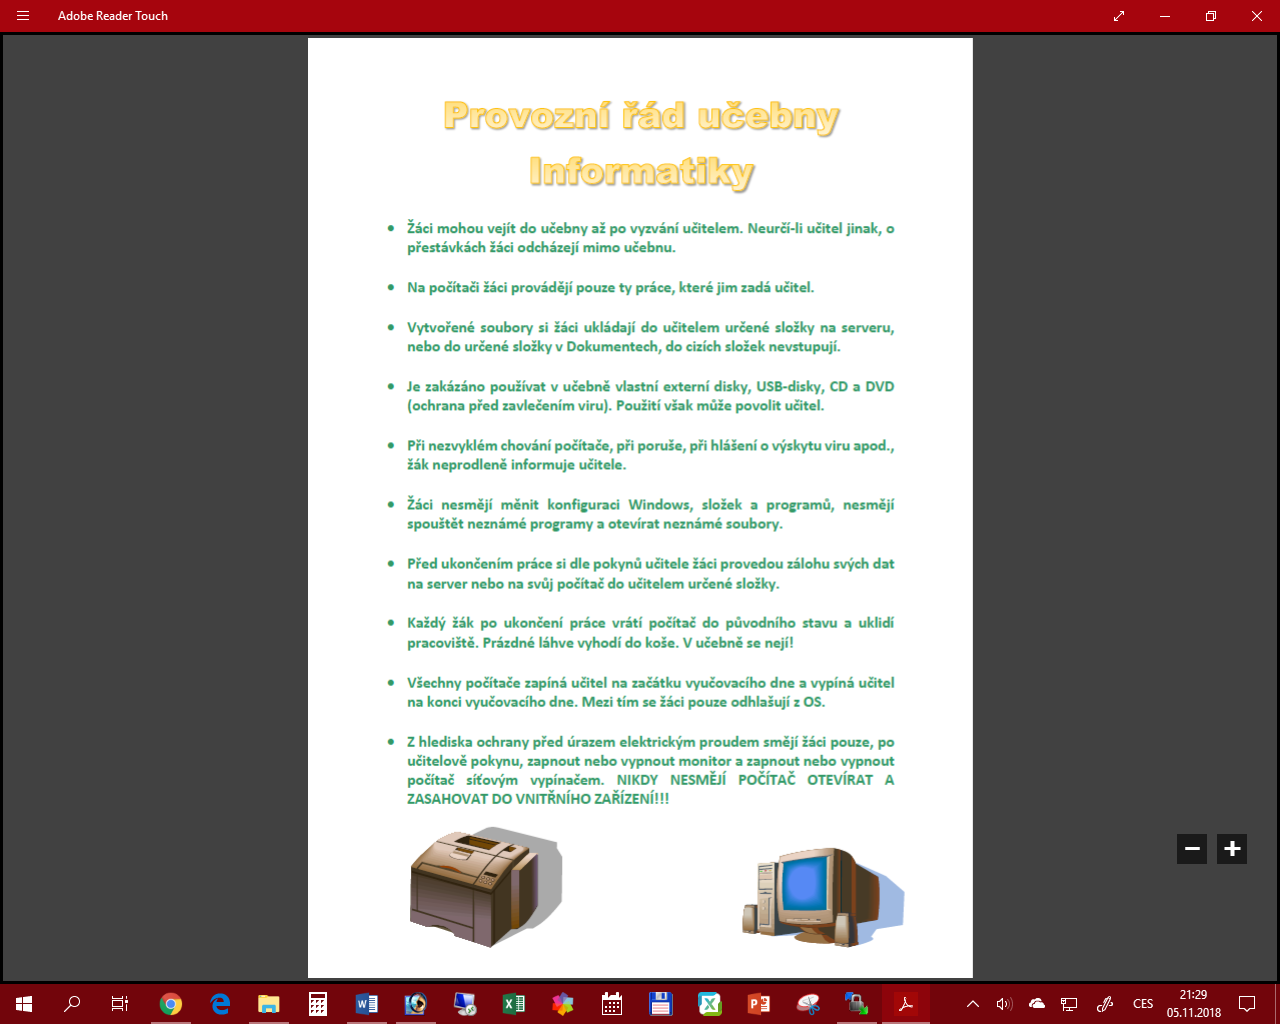 Adobe Reader Touch
Provozní řád učebny
Informatiky
• Žáci mohou vejít do učebny až po vyzvání učitelem. Neurčí-li učitel jinak, o
přestávkách žáci odcházejí mimo učebnu.
• Na počítači žáci provádějí pouze ty práce, které jim zadá učitel.
• Vytvořené soubory si žáci ukládají do učitelem určené složky na serveru,
nebo do určené složky v Dokumentech, do cizích složek nevstupují.
• Je zakázáno používat v učebně vlastní externí disky, USB-disky, CD a DVD
(ochrana před zavlečením viru). Použití však může povolit učitel.
• Při nezvyklém chování počítače, při poruše, při hlášení o výskytu viru apod.,
žák neprodleně informuje učitele.
• Žáci nesmějí měnit konfiguraci Windows, složek a programů, nesmějí
spouštět neznámé programy a otevírat neznámé soubory.
• Před ukončením práce si dle pokynů učitele žáci provedou zálohu svých dat
na server nebo na svůj počítač do učitelem určené složky.
• Každý žák po ukončení práce vrátí počítač do původního stavu a uklidí
pracoviště. Prázdné láhve vyhodí do koše. V učebně se nejí!
• Všechny počítače zapíná učitel na začátku vyučovacího dne a vypíná učitel
na konci vyučovacího dne. Mezi tím se žáci pouze odhlašují z OS.
• Z hlediska ochrany před úrazem elektrickým proudem smějí žáci pouze, po
učitelově pokynu, zapnout nebo vypnout monitor a zapnout nebo vypnout
počítač síťovým vypínačem. NIKDY NESMĚJÍ POČÍTAČ OTEVÍRAT A
ZASAHOVAT DO VNITŘNÍHO ZAŘÍZENÍ!!!
CES
21:29
05.11.2018